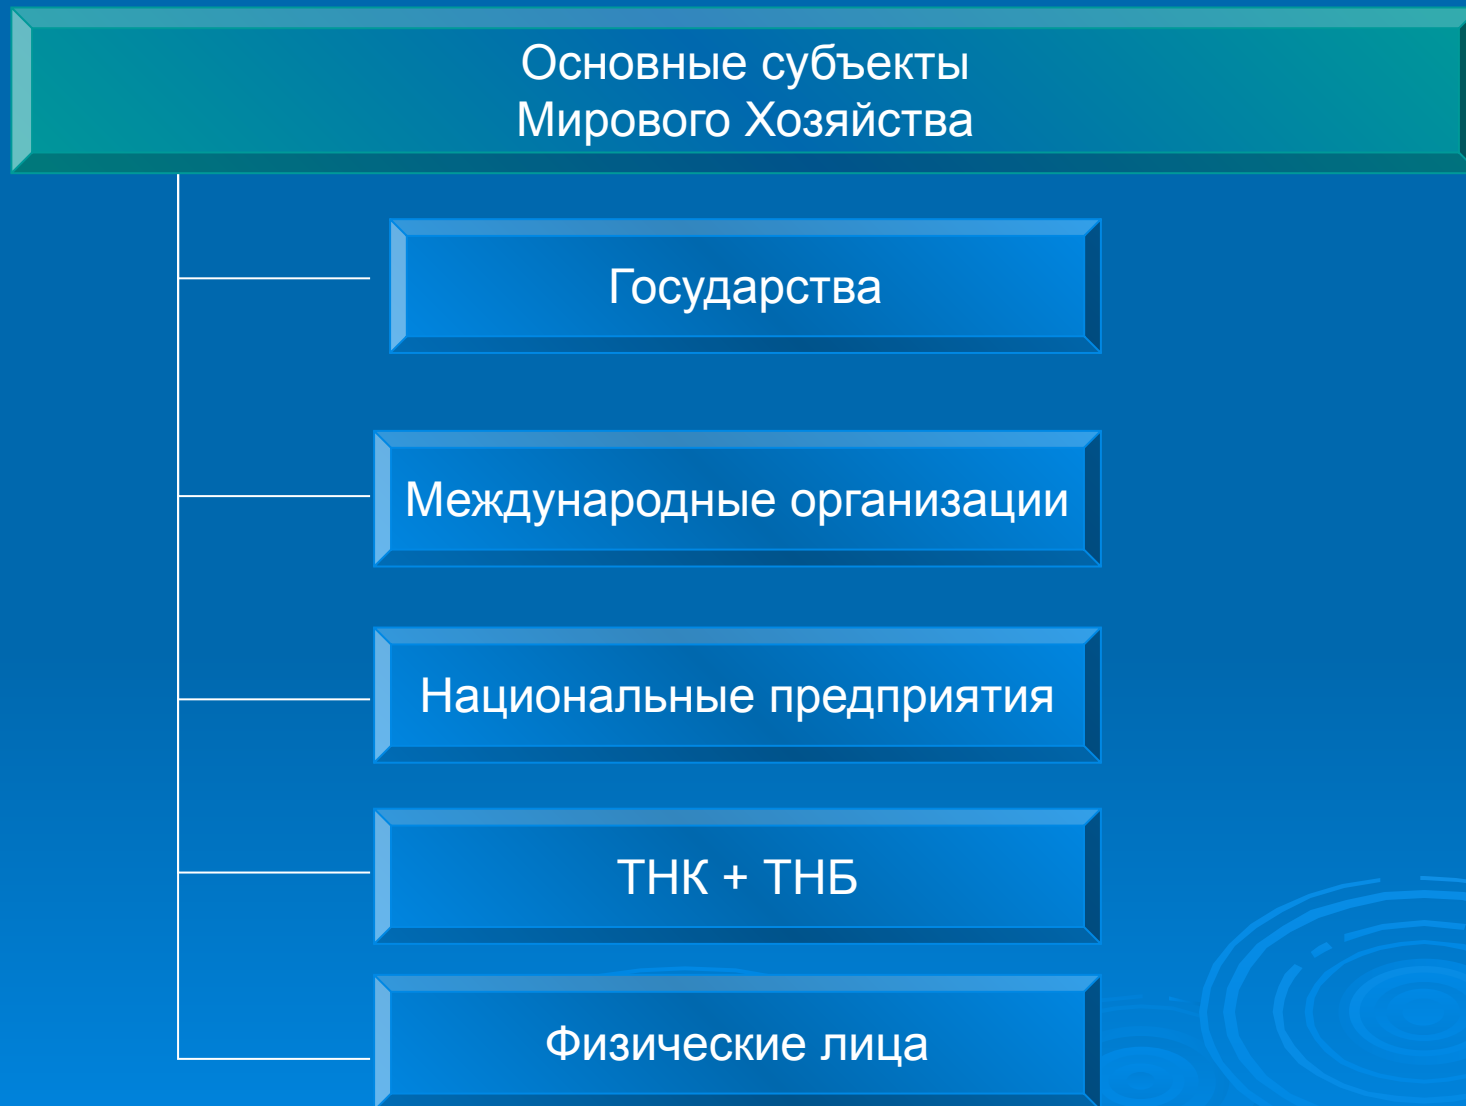 Основные субъекты
Мирового Хозяйства
Государства
Международные организации
Национальные предприятия
ТНК + ТНБ
Физические лица